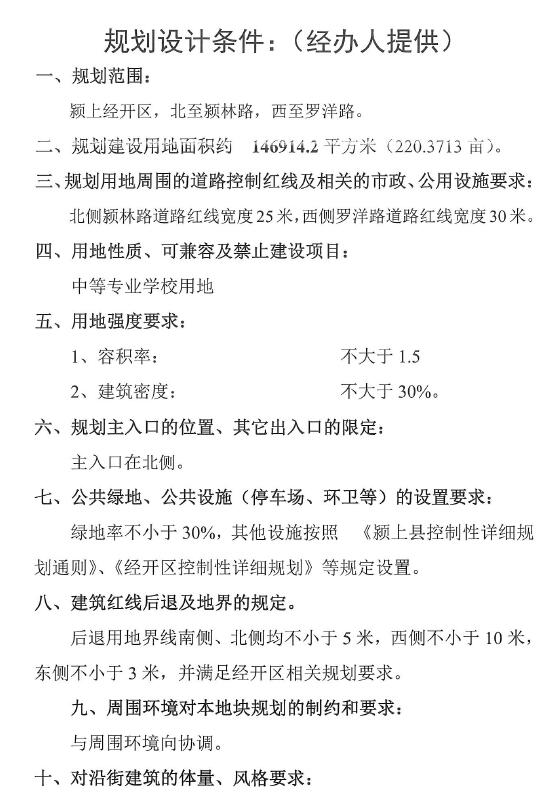 规划设计条件：（经办人提供）
一、规划范围：
颍上经开区，北至颍林路，西至罗洋路。
二、规划建设用地面积约 146914.2 平方米（220.3713 亩）。
三、规划用地周围的道路控制红线及相关的市政、公用设施要求：
北侧颍林路道路红线宽度 25 米，西侧罗洋路道路红线宽度 30 米。
四、用地性质、可兼容及禁止建设项目：
中等专业学校用地
五、用地强度要求：
1、容积率： 不大于 1.5
2、建筑密度： 不大于 30%。
六、规划主入口的位置、其它出入口的限定：
主入口在北侧。
七、公共绿地、公共设施（停车场、环卫等）的设置要求：
绿地率不小于 30%，其他设施按照 《颍上县控制性详细规
划通则》、《经开区控制性详细规划》等规定设置。
八、建筑红线后退及地界的规定。
后退用地界线南侧、北侧均不小于 5 米，西侧不小于 10 米，
东侧不小于 3 米，并满足经开区相关规划要求。
九、周围环境对本地块规划的制约和要求：
与周围环境向协调。
十、对沿街建筑的体量、风格要求：